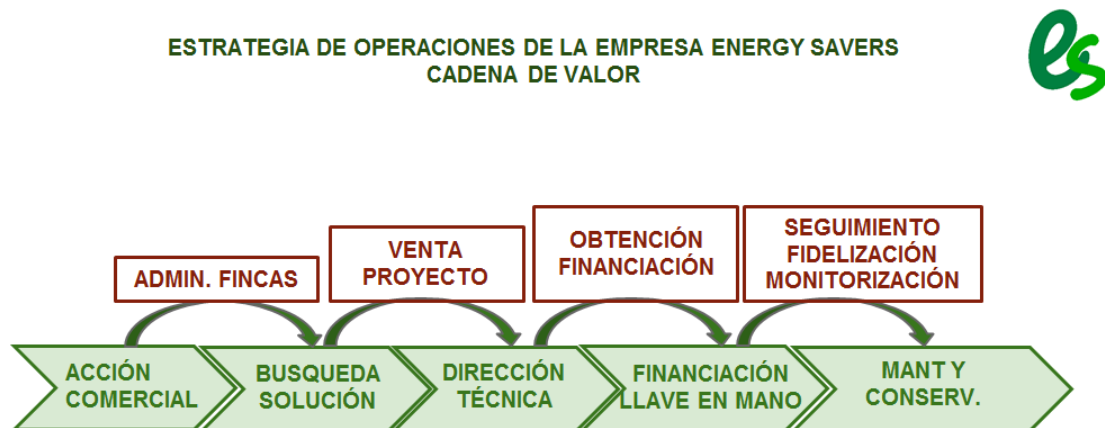 ESTRATEGIA DE OPERACIONES DE LA EMPRESA ENERGY SAVERS
CADENA DE VALOR
es
ADMIN. FINCAS
VENTA
PROYECTO
OBTENCIÓN
FINANCIACIÓN
SEGUIMIENTO
FIDELIZACIÓN
MONITORIZACIÓN
ACCIÓN
COMERCIAL
BUSQUEDA
SOLUCIÓN
DIRECCIÓN
TÉCNICA
FINANCIACIÓN
LLAVE EN MANO
MANT Y
CONSERV.